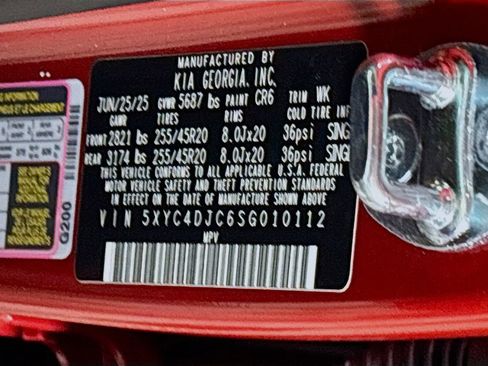 MANUFACTURED BY
KIA GEORGIA, INC.
JUN/25/25 GVWR 5687 lbs PAINT CR6 TRIM WK
GAWR TIRES RIMS COLD TIRE INF
FRONT 2821 lbs 255/45R20 8.0Jx20 36psi SING
REAR 3174 lbs 255/45R20 8.0Jx20 36psi SING
THIS VEHICLE CONFORMS TO ALL APPLICABLE U.S.A. FEDERAL
MOTOR VEHICLE SAFETY AND THEFT PREVENTION STANDARDS
IN EFFECT ON THE DATE OF MANUFACTURE SHOWN ABOVE
VIN 5XYC4DJC6SG010112
MPV
G200